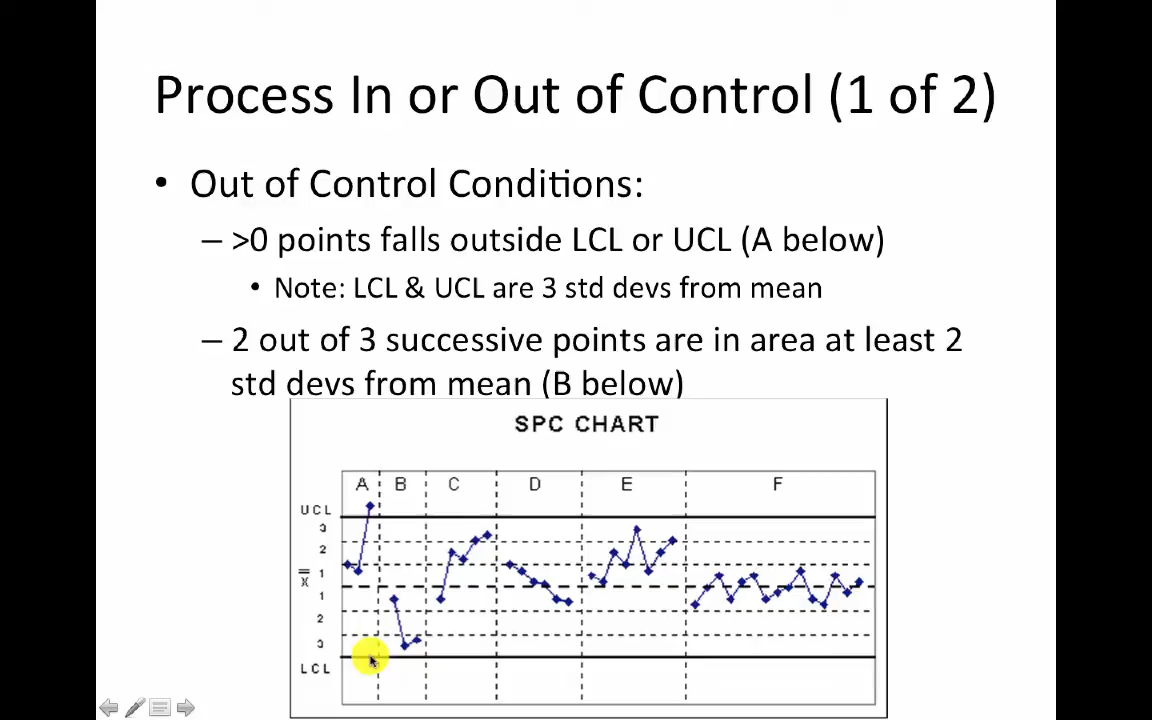 Process In or Out of Control (1 of 2)
• Out of Control Conditions:
– >0 points falls outside LCL or UCL (A below)
• Note: LCL & UCL are 3 std devs from mean
– 2 out of 3 successive points are in area at least 2
std devs from mean (B below)
SPC CHART
A B C D E F
UCL
3
2
1
X
1
2
3
LCL